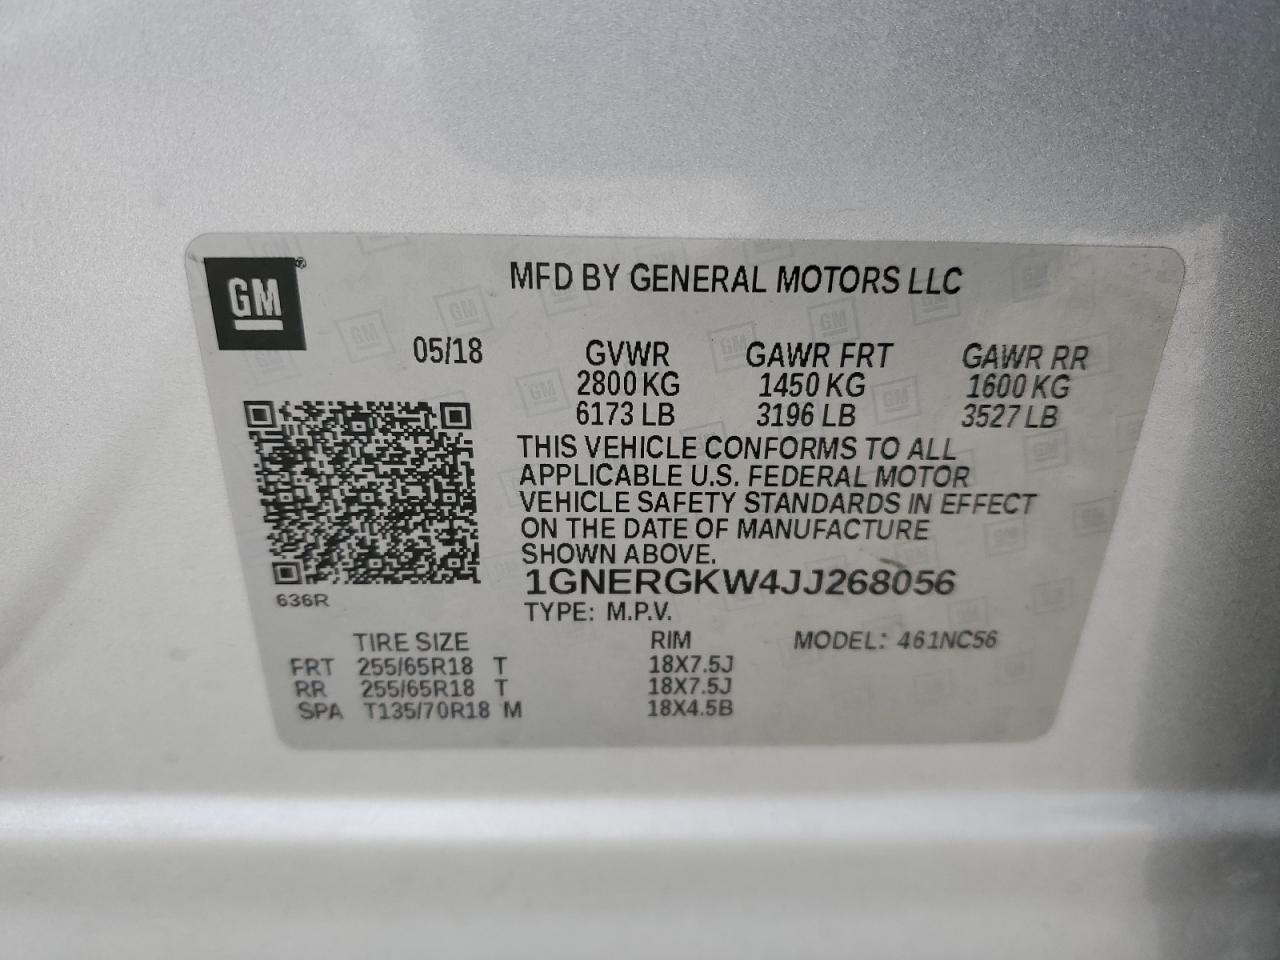 GM®
MFD BY GENERAL MOTORS LLC
05/18 GVWR GAWR FRT GAWR RR
2800 KG 1450 KG 1600 KG
6173 LB 3196 LB 3527 LB
THIS VEHICLE CONFORMS TO ALL
APPLICABLE U.S. FEDERAL MOTOR
VEHICLE SAFETY STANDARDS IN EFFECT
ON THE DATE OF MANUFACTURE
SHOWN ABOVE.
1GNERGKW4JJ268056
636R
TYPE: M.P.V.
TIRE SIZE RIM MODEL: 461NC56
FRT 255/65R18 T 18X7.5J
RR 255/65R18 T 18X7.5J
SPA T135/70R18 M 18X4.5B